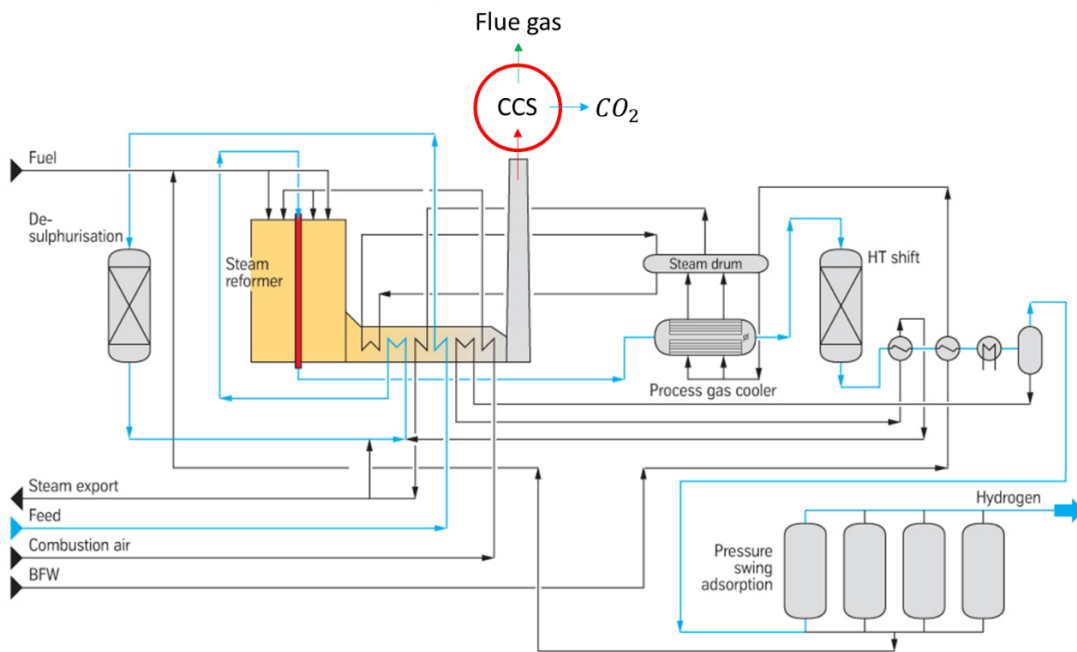 Flue gas
CCS
CO2
Fuel
De-
sulphurisation
Steam
reformer
Steam drum
HT shift
Process gas cooler
Steam export
Feed
Combustion air
BFW
Hydrogen
Pressure
swing
adsorption